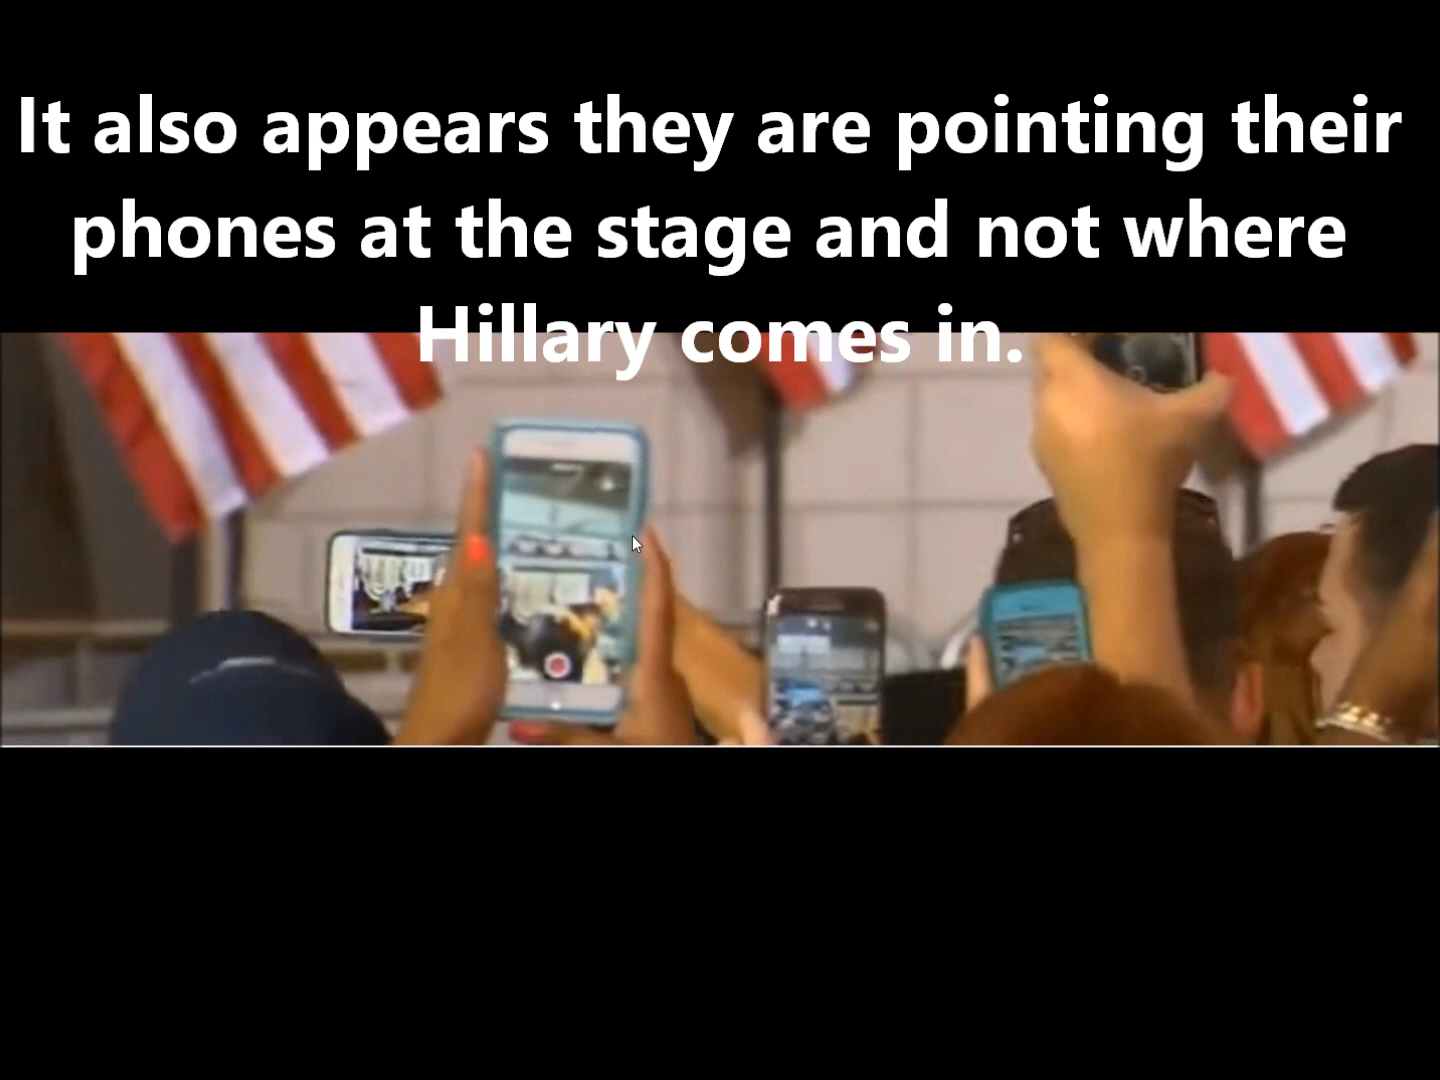 It also appears they are pointing their
phones at the stage and not where
Hillary comes in.